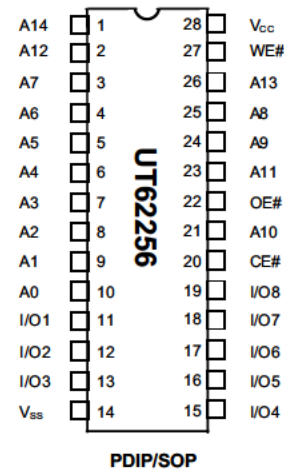 A14 1 28 Vcc
A12 2 27 WE#
A7 3 26 A13
A6 4 25 A8
A5 5 24 A9
A4 6 23 A11
A3 7 22 OE#
A2 8 21 A10
A1 9 20 CE#
A0 10 19 I/O8
I/O1 11 18 I/O7
I/O2 12 17 I/O6
I/O3 13 16 I/O5
Vss 14 15 I/O4
UT62256
PDIP/SOP